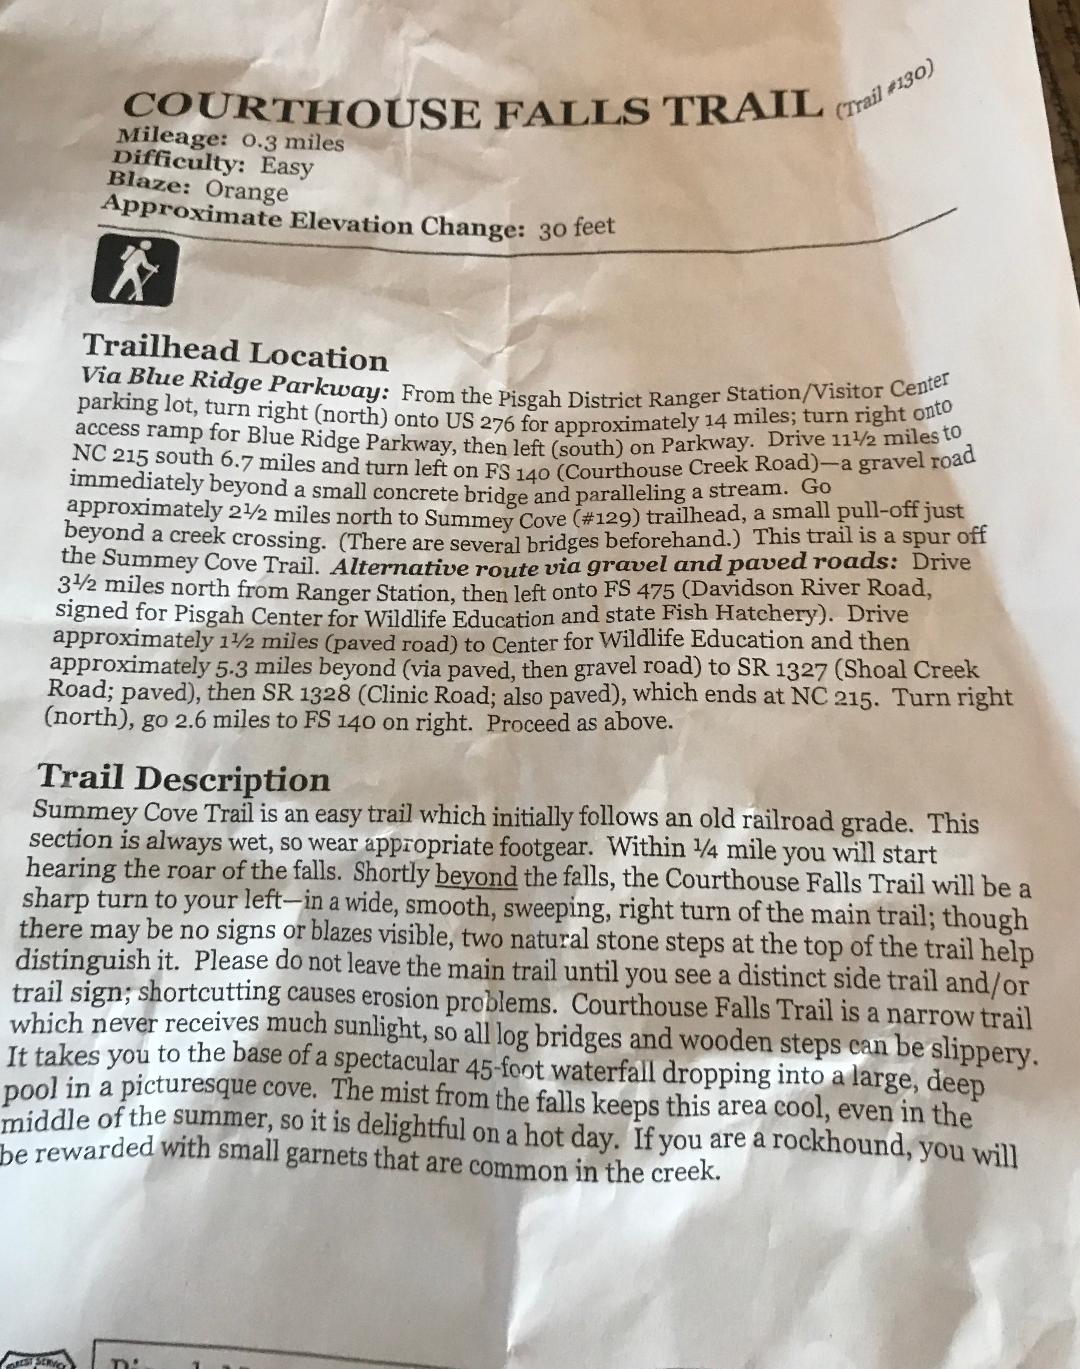 COURTHOUSE FALLS TRAIL (Trail #130)
Mileage: 0.3 miles
Difficulty: Easy
Blaze: Orange
Approximate Elevation Change: 30 feet
Trailhead Location
Via Blue Ridge Parkway: From the Pisgah District Ranger Station/Visitor Center
parking lot, turn right (north) onto US 276 for approximately 14 miles; turn right onto
access ramp for Blue Ridge Parkway, then left (south) on Parkway. Drive 11½ miles to
NC 215 south 6.7 miles and turn left on FS 140 (Courthouse Creek Road)—a gravel road
immediately beyond a small concrete bridge and paralleling a stream. Go
approximately 2½ miles north to Summey Cove (#129) trailhead, a small pull-off just
beyond a creek crossing. (There are several bridges beforehand.) This trail is a spur off
the Summey Cove Trail. Alternative route via gravel and paved roads: Drive
3½ miles north from Ranger Station, then left onto FS 475 (Davidson River Road,
signed for Pisgah Center for Wildlife Education and state Fish Hatchery). Drive
approximately 1½ miles (paved road) to Center for Wildlife Education and then
approximately 5.3 miles beyond (via paved, then gravel road) to SR 1327 (Shoal Creek
Road; paved), then SR 1328 (Clinic Road; also paved), which ends at NC 215. Turn right
(north), go 2.6 miles to FS 140 on right. Proceed as above.
Trail Description
Summey Cove Trail is an easy trail which initially follows an old railroad grade. This
section is always wet, so wear appropriate footgear. Within ¼ mile you will start
hearing the roar of the falls. Shortly beyond the falls, the Courthouse Falls Trail will be a
sharp turn to your left—in a wide, smooth, sweeping, right turn of the main trail; though
there may be no signs or blazes visible, two natural stone steps at the top of the trail help
distinguish it. Please do not leave the main trail until you see a distinct side trail and/or
trail sign; shortcutting causes erosion problems. Courthouse Falls Trail is a narrow trail
which never receives much sunlight, so all log bridges and wooden steps can be slippery.
It takes you to the base of a spectacular 45-foot waterfall dropping into a large, deep
pool in a picturesque cove. The mist from the falls keeps this area cool, even in the
middle of the summer, so it is delightful on a hot day. If you are a rockhound, you will
be rewarded with small garnets that are common in the creek.